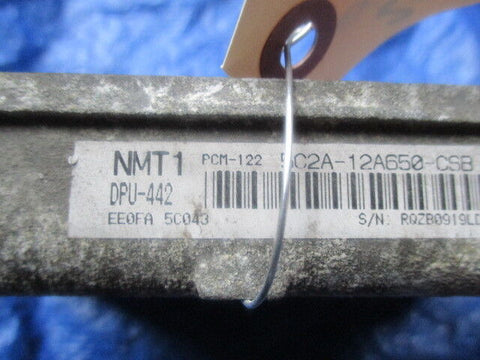 NMT1 PCM-122 5C2A-12A650-CSB
DPU-442
EE0FA 5C043 S/N: RQZB0919LD